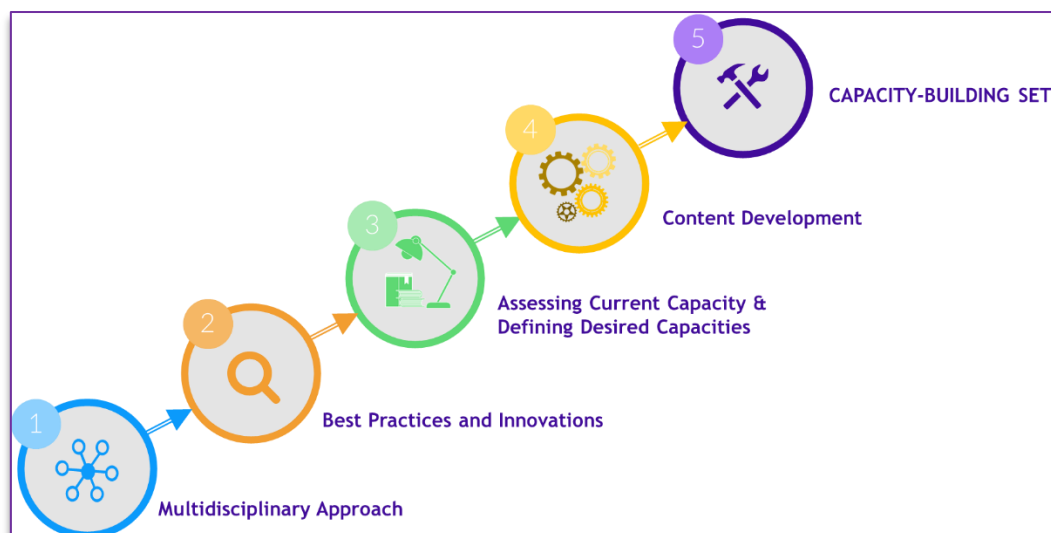 5
CAPACITY-BUILDING SET
4
Content Development
3
Assessing Current Capacity &
Defining Desired Capacities
2
Best Practices and Innovations
1
Multidisciplinary Approach